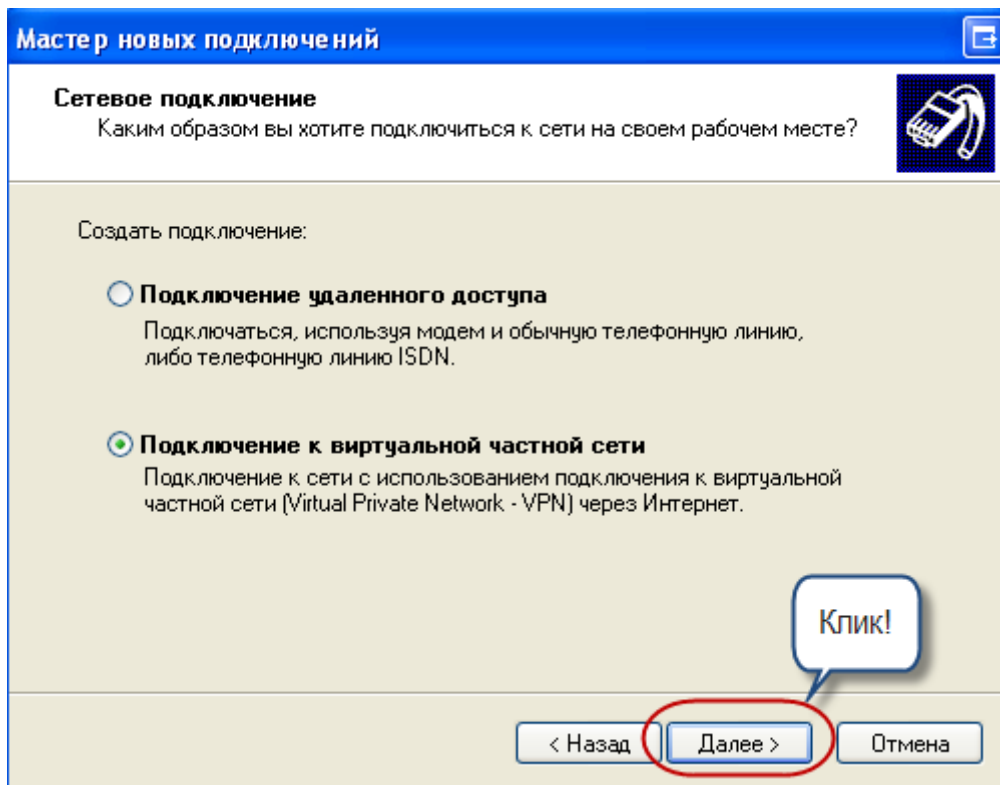 Мастер новых подключений
Сетевое подключение
Каким образом вы хотите подключиться к сети на своем рабочем месте?
Создать подключение:
Подключение удаленного доступа
Подключаться, используя модем и обычную телефонную линию,
либо телефонную линию ISDN.
Подключение к виртуальной частной сети
Подключение к сети с использованием подключения к виртуальной
частной сети (Virtual Private Network - VPN) через Интернет.
Клик!
< Назад
Далее >
Отмена